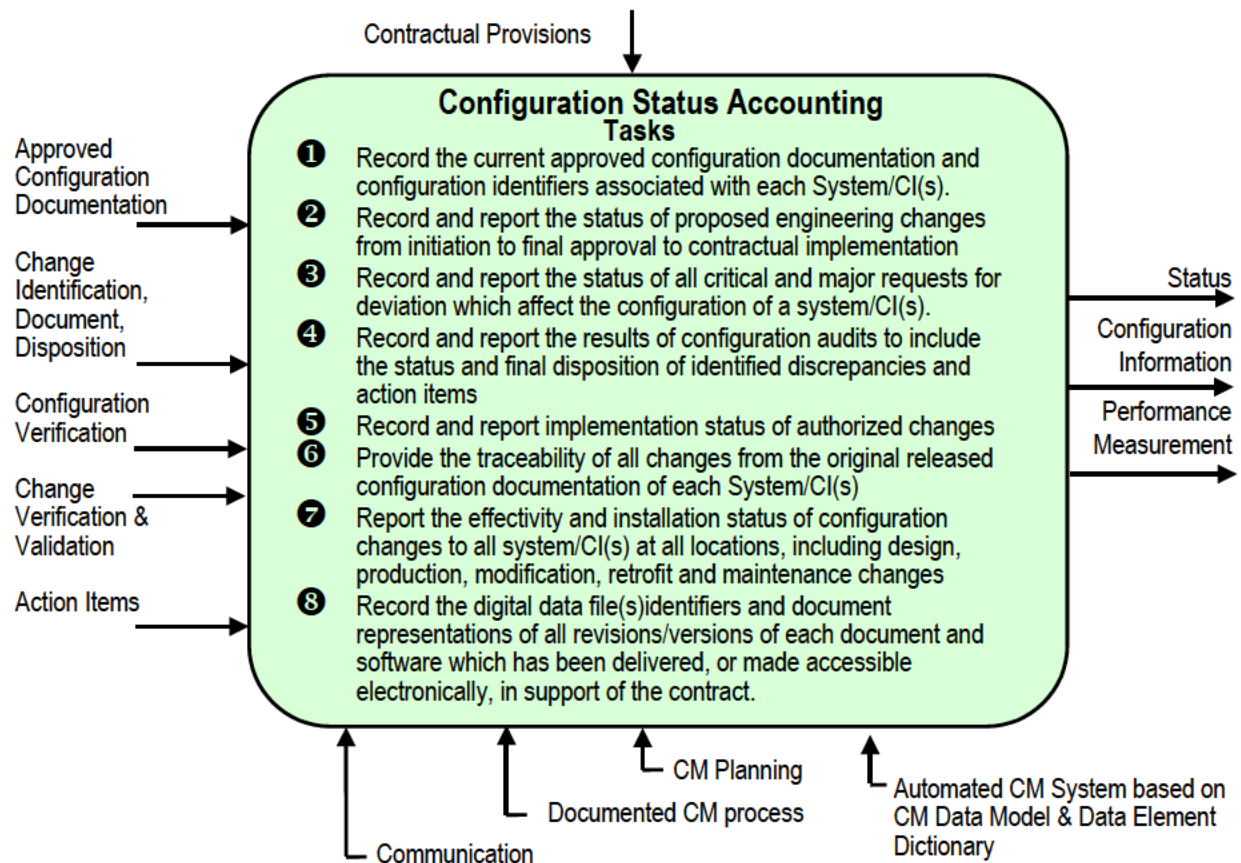 Contractual Provisions
Configuration Status Accounting
Tasks
❶ Record the current approved configuration documentation and
configuration identifiers associated with each System/CI(s).
❷ Record and report the status of proposed engineering changes
from initiation to final approval to contractual implementation
❸ Record and report the status of all critical and major requests for
deviation which affect the configuration of a system/CI(s).
❹ Record and report the results of configuration audits to include
the status and final disposition of identified discrepancies and
action items
❺ Record and report implementation status of authorized changes
❻ Provide the traceability of all changes from the original released
configuration documentation of each System/CI(s)
❼ Report the effectivity and installation status of configuration
changes to all system/CI(s) at all locations, including design,
production, modification, retrofit and maintenance changes
❽ Record the digital data file(s)identifiers and document
representations of all revisions/versions of each document and
software which has been delivered, or made accessible
electronically, in support of the contract.
Approved
Configuration
Documentation
Change
Identification,
Document,
Disposition
Configuration
Verification
Change
Verification &
Validation
Action Items
Status
Configuration
Information
Performance
Measurement
CM Planning
Documented CM process
Communication
Automated CM System based on
CM Data Model & Data Element
Dictionary